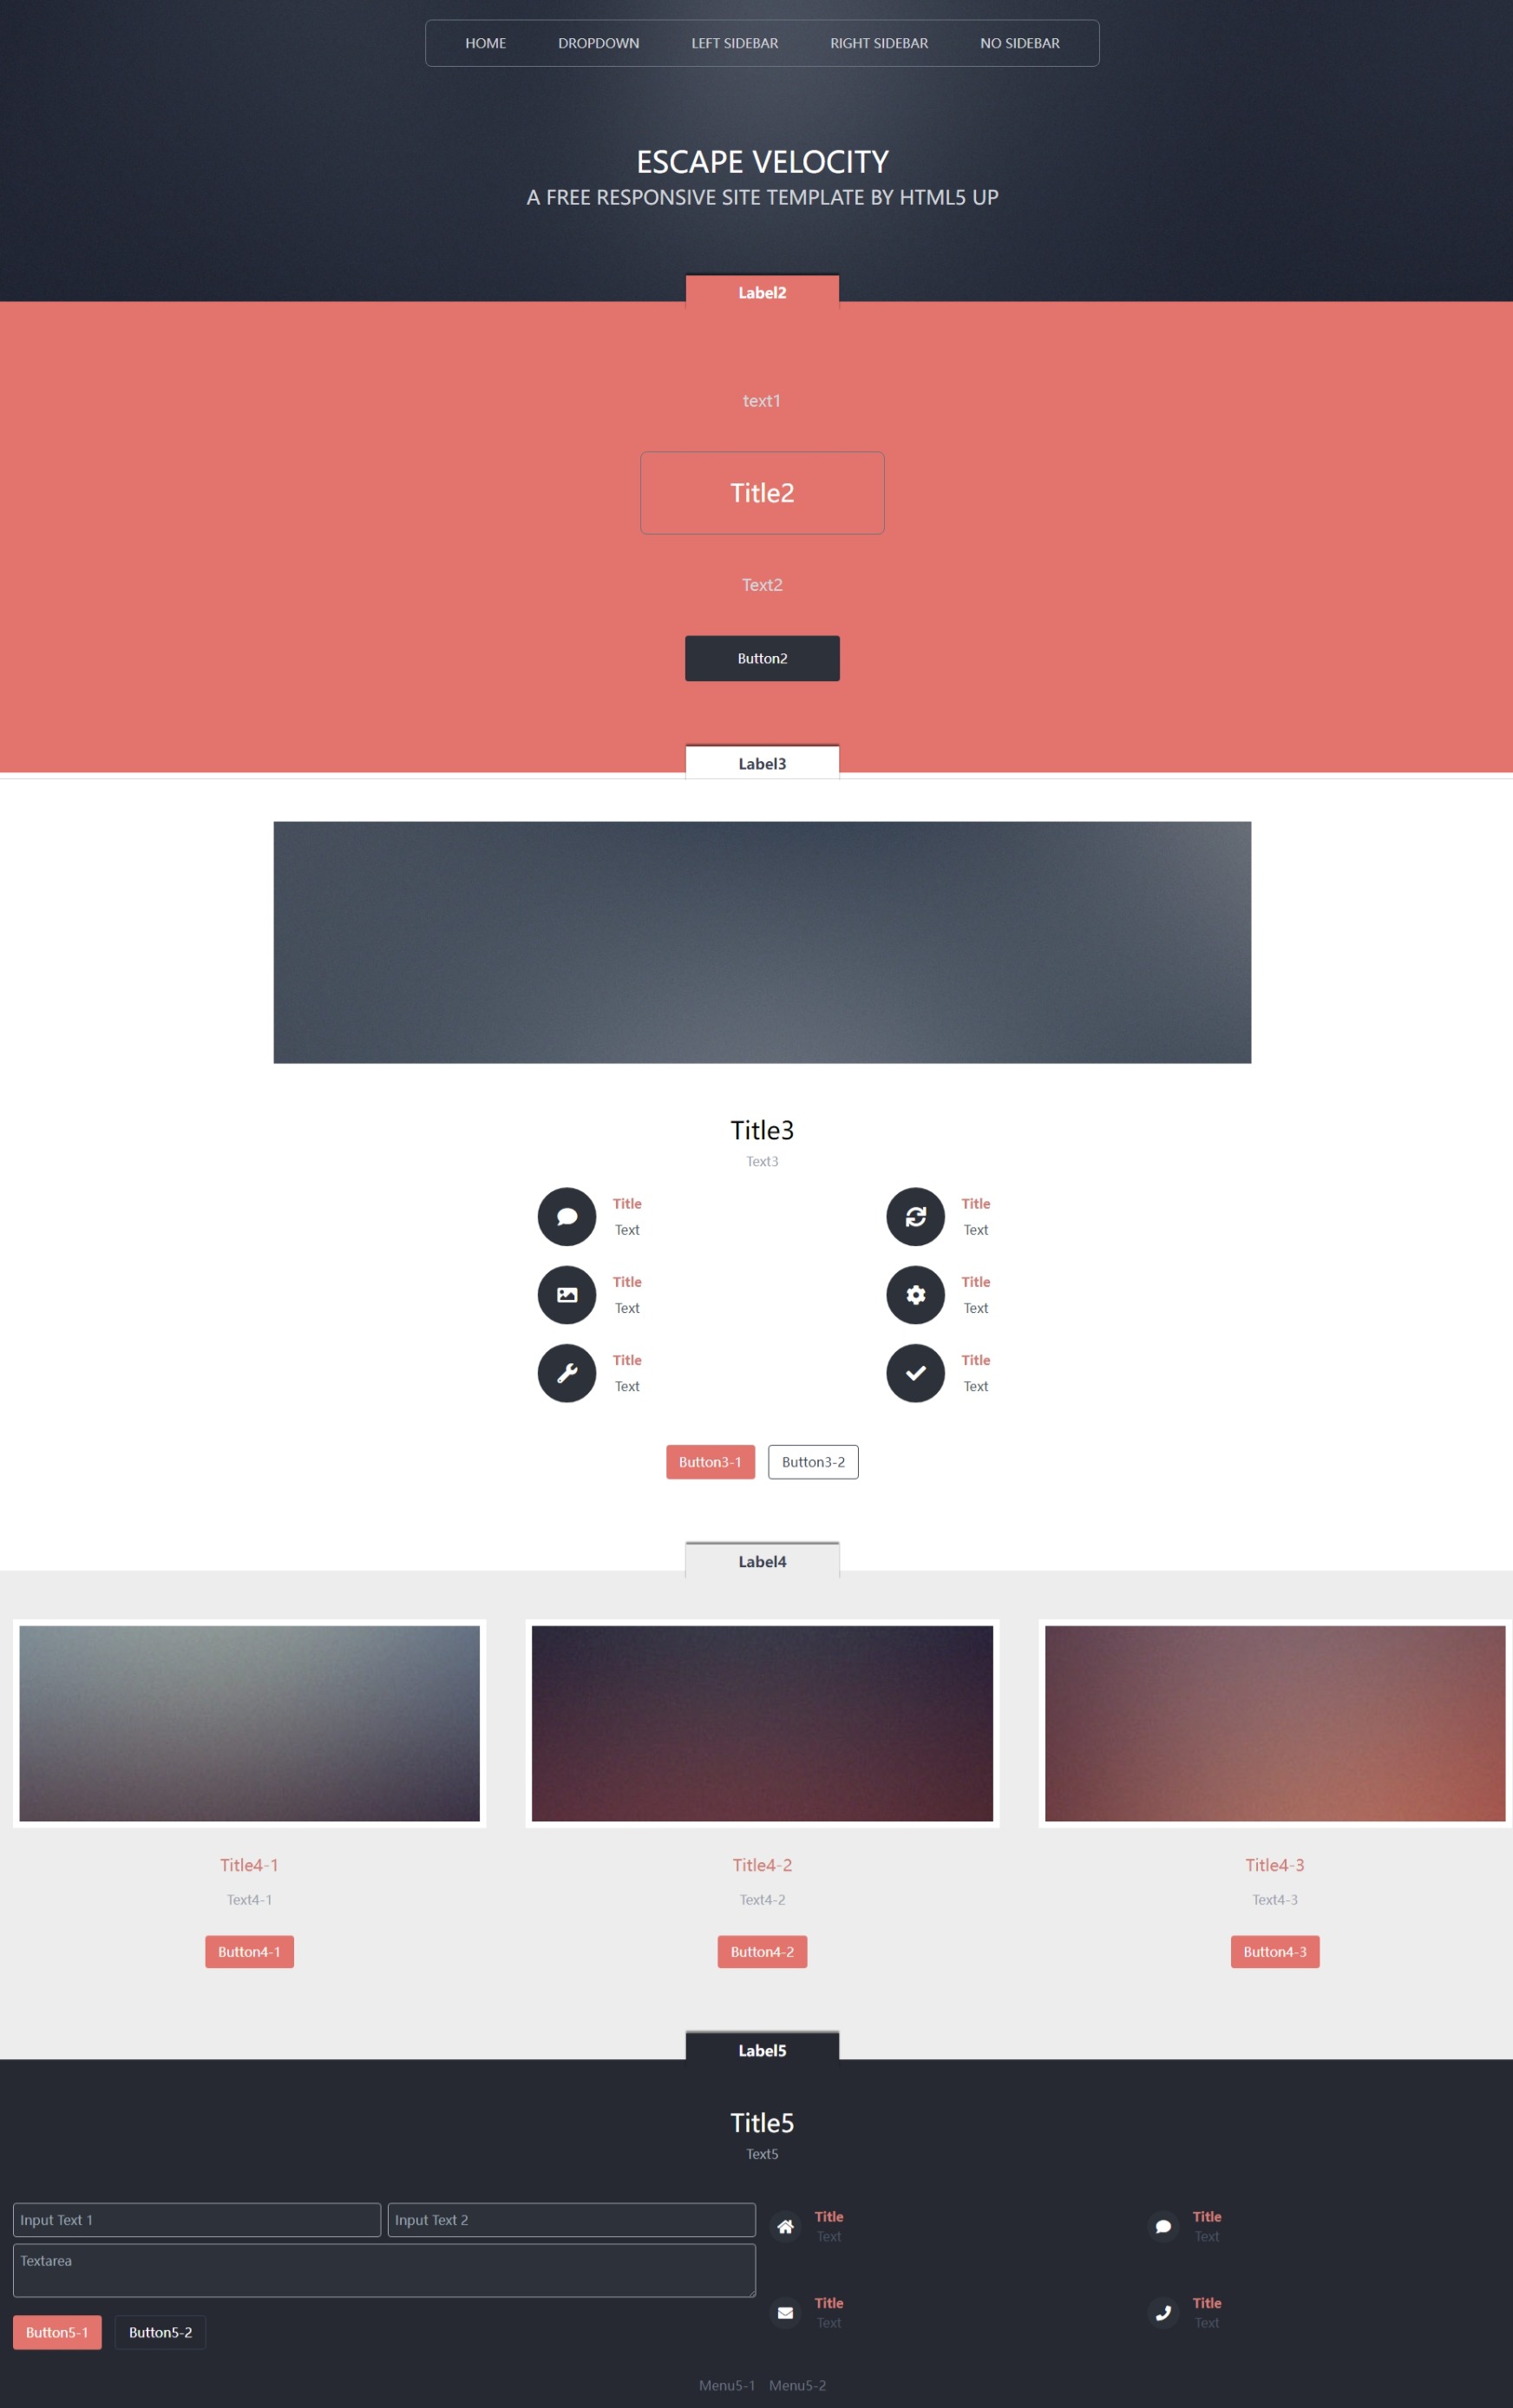 HOME DROPDOWN LEFT SIDEBAR RIGHT SIDEBAR NO SIDEBAR
ESCAPE VELOCITY
A FREE RESPONSIVE SITE TEMPLATE BY HTML5 UP
Label2
text1
Title2
Text2
Button2
Label3
Title3
Text3
Title Title
Text Text
Title Title
Text Text
Title Title
Text Text
Button3-1 Button3-2
Label4
Title4-1 Title4-2 Title4-3
Text4-1 Text4-2 Text4-3
Button4-1 Button4-2 Button4-3
Label5
Title5
Text5
Input Text 1 Input Text 2 Title Title
Text Text
Textarea
Title Title
Text Text
Button5-1 Button5-2
Menu5-1 Menu5-2